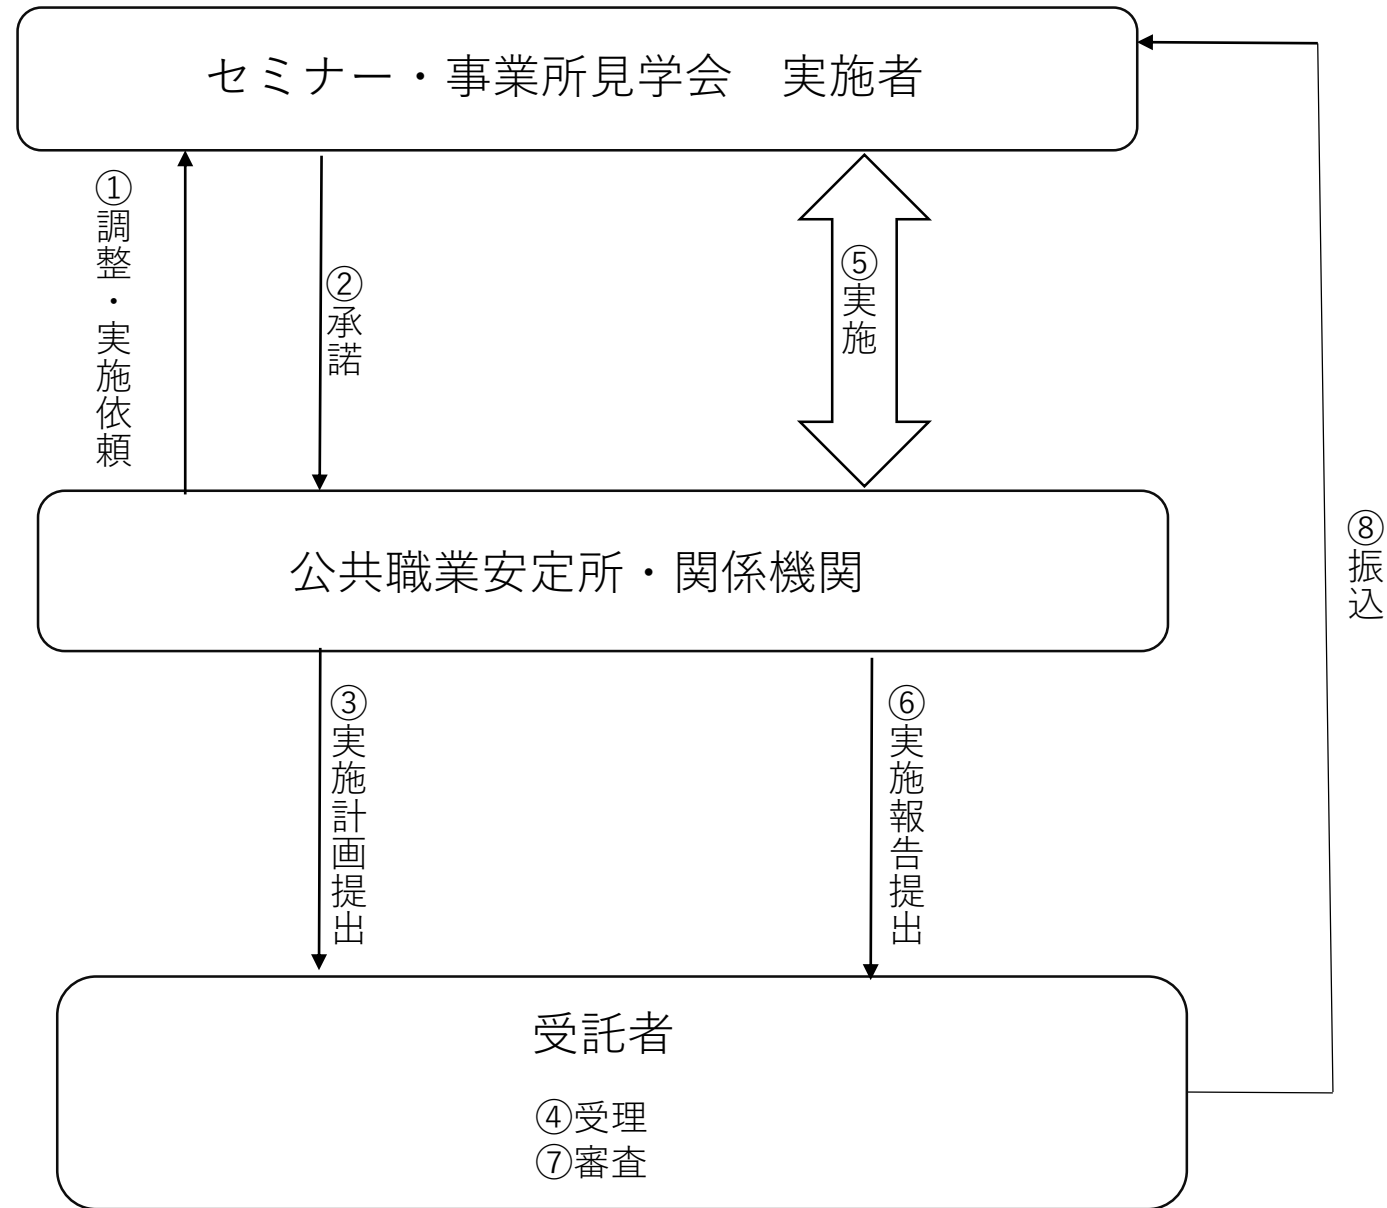 セミナー・事業所見学会　実施者
①調整・実施依頼
②承諾
⑤実施
公共職業安定所・関係機関
⑧振込
③実施計画提出
⑥実施報告提出
受託者
④受理
⑦審査